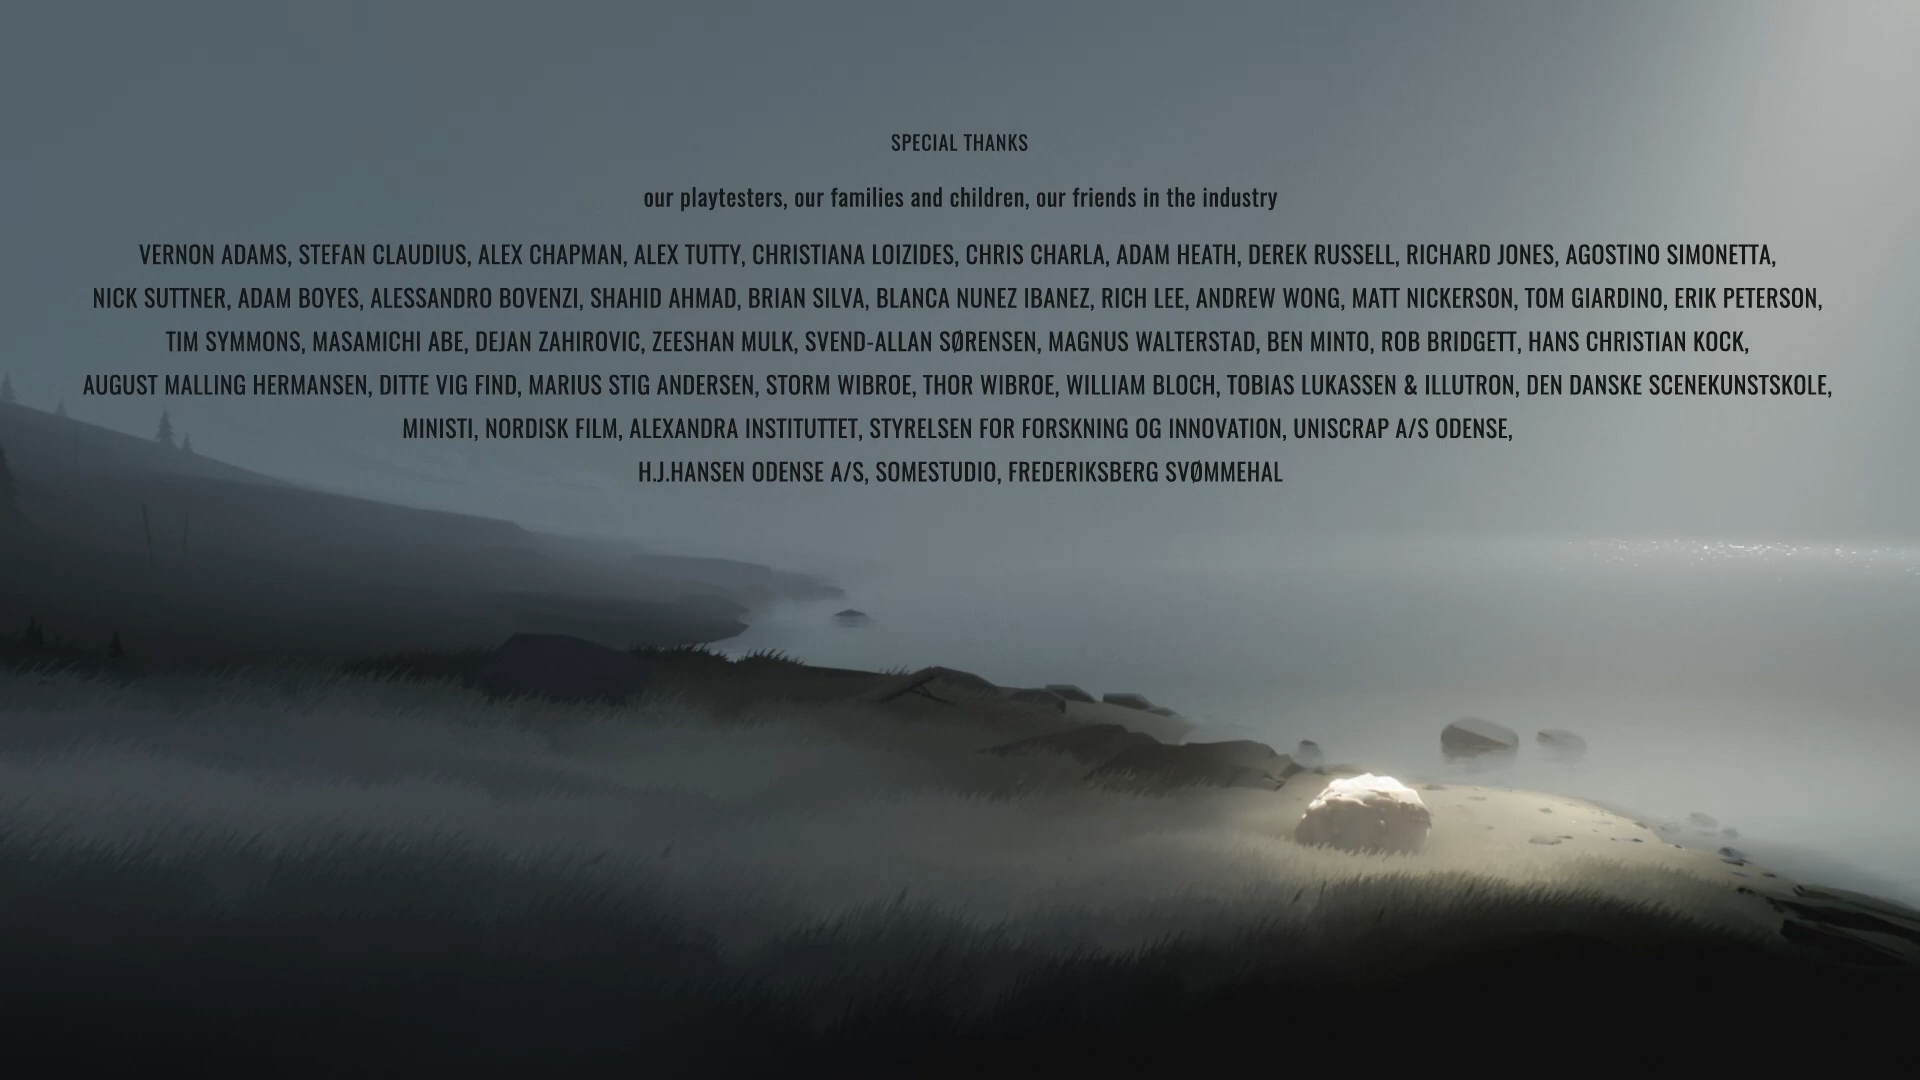 SPECIAL THANKS
our playtesters, our families and children, our friends in the industry
VERNON ADAMS, STEFAN CLAUDIUS, ALEX CHAPMAN, ALEX TUTTY, CHRISTIANA LOIZIDES, CHRIS CHARLA, ADAM HEATH, DEREK RUSSELL, RICHARD JONES, AGOSTINO SIMONETTA,
NICK SUTTNER, ADAM BOYES, ALESSANDRO BOVENZI, SHAHID AHMAD, BRIAN SILVA, BLANCA NUNEZ IBANEZ, RICH LEE, ANDREW WONG, MATT NICKERSON, TOM GIARDINO, ERIK PETERSON,
TIM SYMMONS, MASAMICHI ABE, DEJAN ZAHIROVIC, ZEESHAN MULK, SVEND-ALLAN SØRENSEN, MAGNUS WALTERSTAD, BEN MINTO, ROB BRIDGETT, HANS CHRISTIAN KOCK,
AUGUST MALLING HERMANSEN, DITTE VIG FIND, MARIUS STIG ANDERSEN, STORM WIBROE, THOR WIBROE, WILLIAM BLOCH, TOBIAS LUKASSEN & ILLUTRON, DEN DANSKE SCENEKUNSTSKOLE,
MINISTI, NORDISK FILM, ALEXANDRA INSTITUTTET, STYRELSEN FOR FORSKNING OG INNOVATION, UNISCRAP A/S ODENSE,
H.J.HANSEN ODENSE A/S, SOMESTUDIO, FREDERIKSBERG SVØMMEHAL